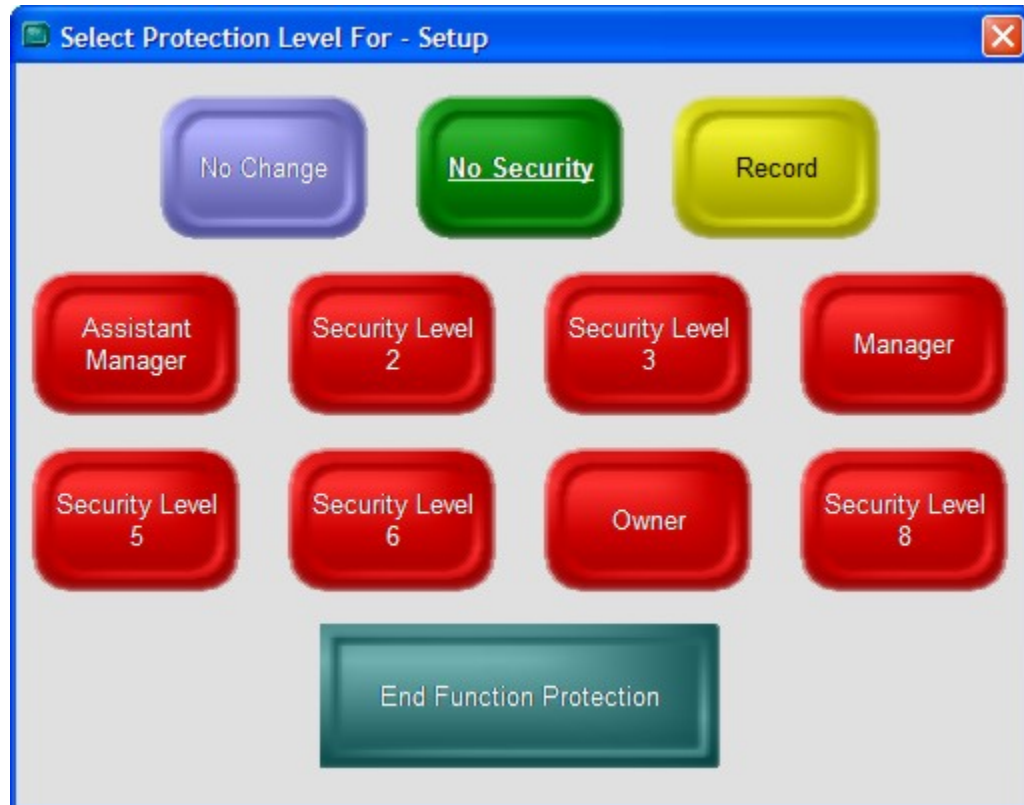 Select Protection Level For - Setup
No Change
No Security
Record
Assistant
Manager
Security Level
2
Security Level
3
Manager
Security Level
5
Security Level
6
Owner
Security Level
8
End Function Protection